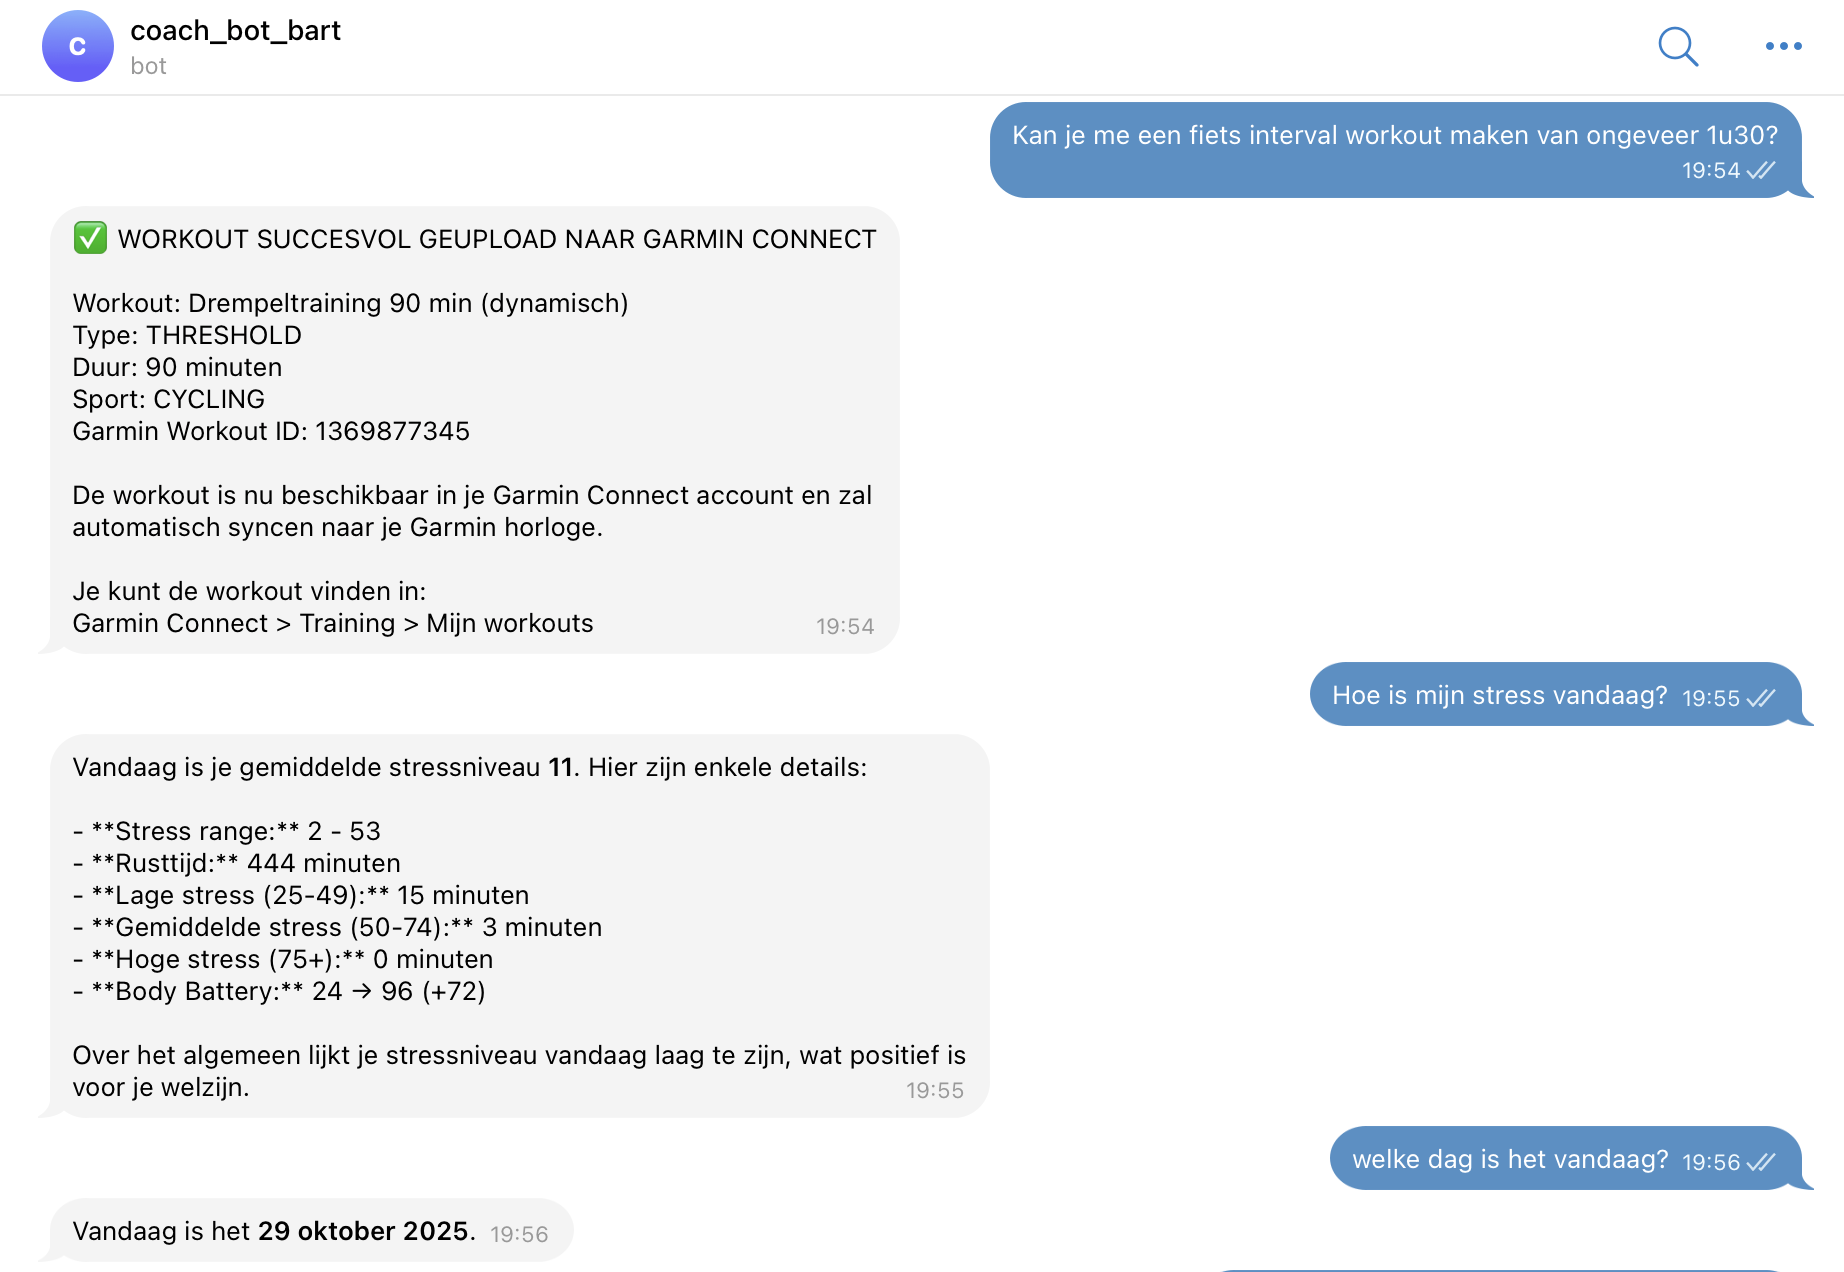 C
coach_bot_bart
bot
Kan je me een fiets interval workout maken van ongeveer 1u30?
19:54
✅ WORKOUT SUCCESVOL GEUPLOAD NAAR GARMIN CONNECT
Workout: Drempeltraining 90 min (dynamisch)
Type: THRESHOLD
Duur: 90 minuten
Sport: CYCLING
Garmin Workout ID: 1369877345
De workout is nu beschikbaar in je Garmin Connect account en zal
automatisch syncen naar je Garmin horloge.
Je kunt de workout vinden in:
Garmin Connect > Training > Mijn workouts 19:54
Hoe is mijn stress vandaag? 19:55
Vandaag is je gemiddelde stressniveau 11. Hier zijn enkele details:
- **Stress range:** 2 - 53
- **Rusttijd:** 444 minuten
- **Lage stress (25-49):** 15 minuten
- **Gemiddelde stress (50-74):** 3 minuten
- **Hoge stress (75+):** 0 minuten
- **Body Battery:** 24 → 96 (+72)
Over het algemeen lijkt je stressniveau vandaag laag te zijn, wat positief is
voor je welzijn. 19:55
welke dag is het vandaag? 19:56
Vandaag is het 29 oktober 2025. 19:56